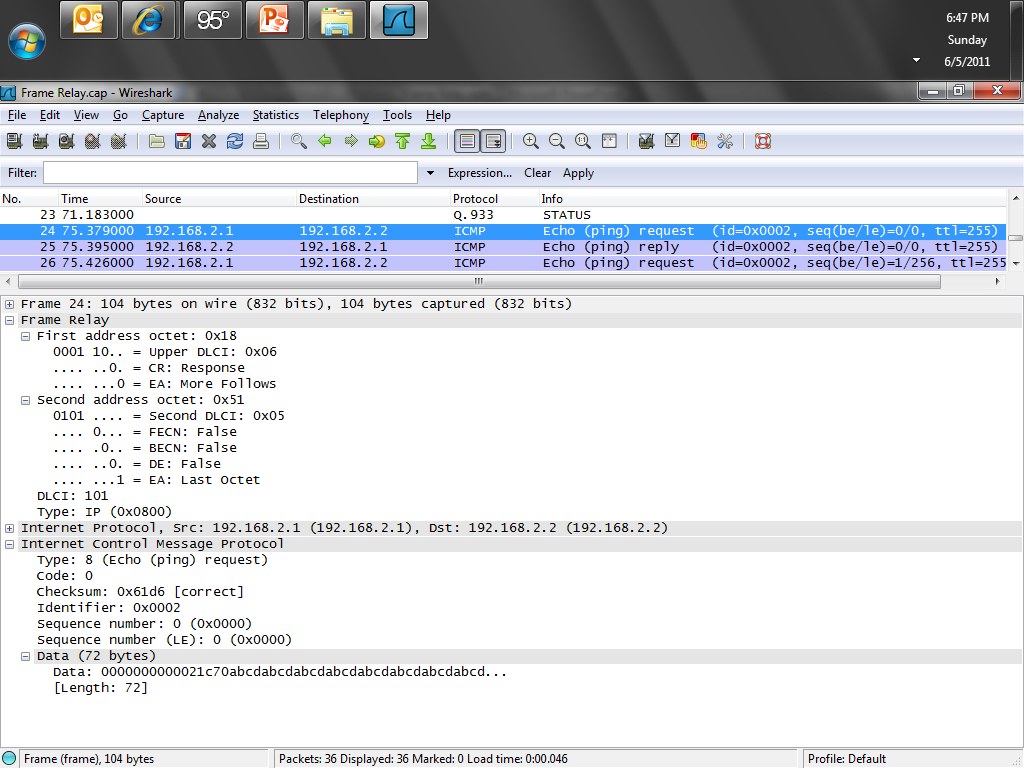 95°
6:47 PM
Sunday
6/5/2011
Frame Relay.cap - Wireshark
File Edit View Go Capture Analyze Statistics Telephony Tools Help
Filter: Expression... Clear Apply
No. Time Source Destination Protocol Info
23 71.183000 Q.933 STATUS
24 75.379000 192.168.2.1 192.168.2.2 ICMP Echo (ping) request (id=0x0002, seq(be/le)=0/0, ttl=255)
25 75.395000 192.168.2.2 192.168.2.1 ICMP Echo (ping) reply (id=0x0002, seq(be/le)=0/0, ttl=255)
26 75.426000 192.168.2.1 192.168.2.2 ICMP Echo (ping) request (id=0x0002, seq(be/le)=1/256, ttl=255
Frame 24: 104 bytes on wire (832 bits), 104 bytes captured (832 bits)
Frame Relay
First address octet: 0x18
0001 10.. = Upper DLCI: 0x06
.... ..0. = CR: Response
.... ...0 = EA: More Follows
Second address octet: 0x51
0101 .... = Second DLCI: 0x05
.... 0... = FECN: False
.... .0.. = BECN: False
.... ..0. = DE: False
.... ...1 = EA: Last Octet
DLCI: 101
Type: IP (0x0800)
Internet Protocol, Src: 192.168.2.1 (192.168.2.1), Dst: 192.168.2.2 (192.168.2.2)
Internet Control Message Protocol
Type: 8 (Echo (ping) request)
Code: 0
Checksum: 0x61d6 [correct]
Identifier: 0x0002
Sequence number: 0 (0x0000)
Sequence number (LE): 0 (0x0000)
Data (72 bytes)
Data: 0000000000021c70abcdabcdabcdabcdabcdabcdabcdabcd...
[Length: 72]
Frame (frame), 104 bytes
Packets: 36 Displayed: 36 Marked: 0 Load time: 0:00.046
Profile: Default